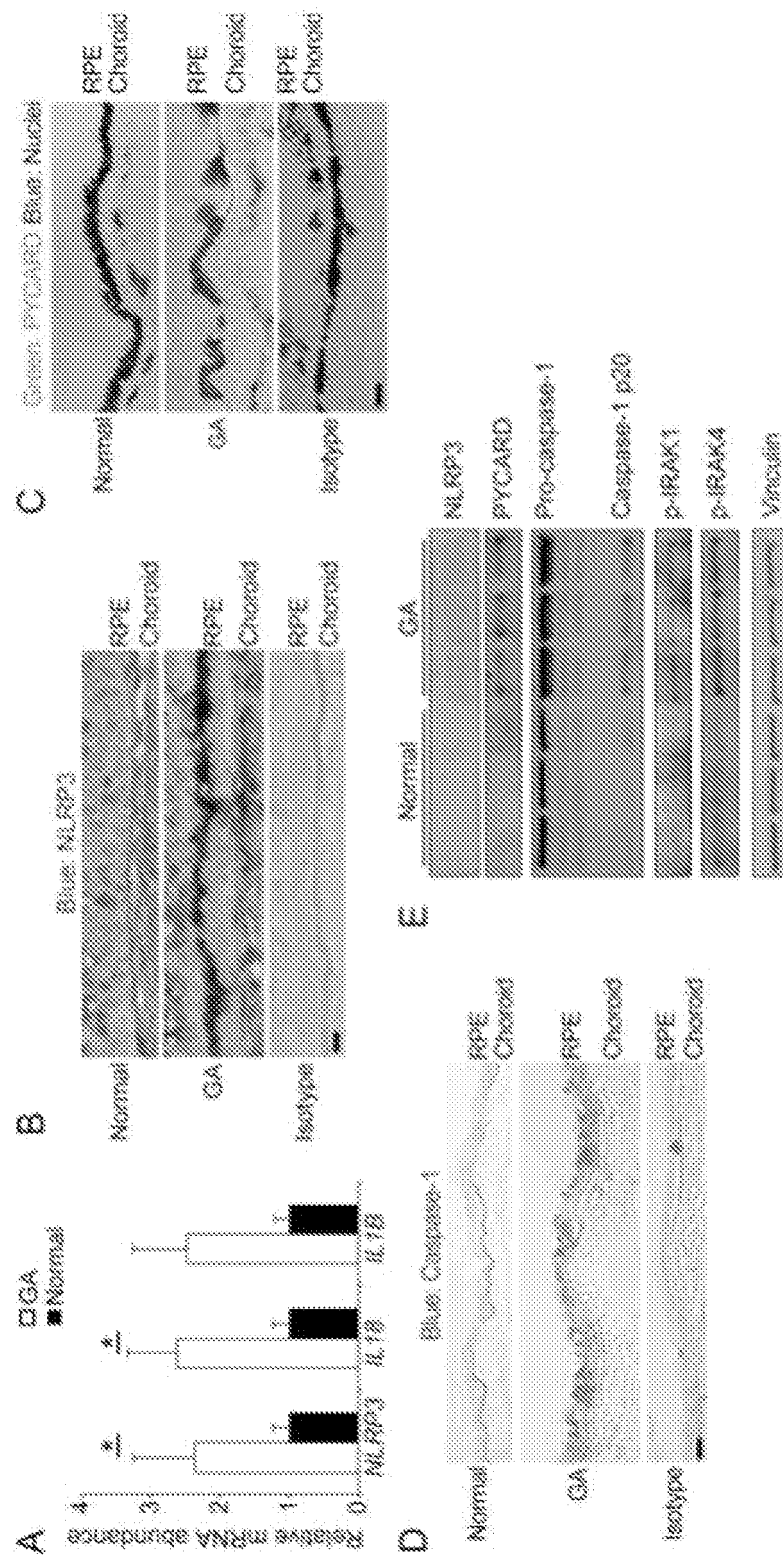 A
GA
Normal
Relative mRNA abundance
4
3
2
1
0
*
*
NLRP3
IL18
IL1B
B
Blue: NLRP3
Normal
RPE
Choroid
GA
RPE
Choroid
Isotype
RPE
Choroid
C
Green: PYCARD Blue: Nuclei
Normal
RPE
Choroid
GA
RPE
Choroid
Isotype
RPE
Choroid
D
Blue: Caspase-1
Normal
RPE
Choroid
GA
RPE
Choroid
Isotype
RPE
Choroid
E
Normal
GA
NLRP3
PYCARD
Pro-caspase-1
Caspase-1 p20
p-IRAK1
p-IRAK4
Vinculin